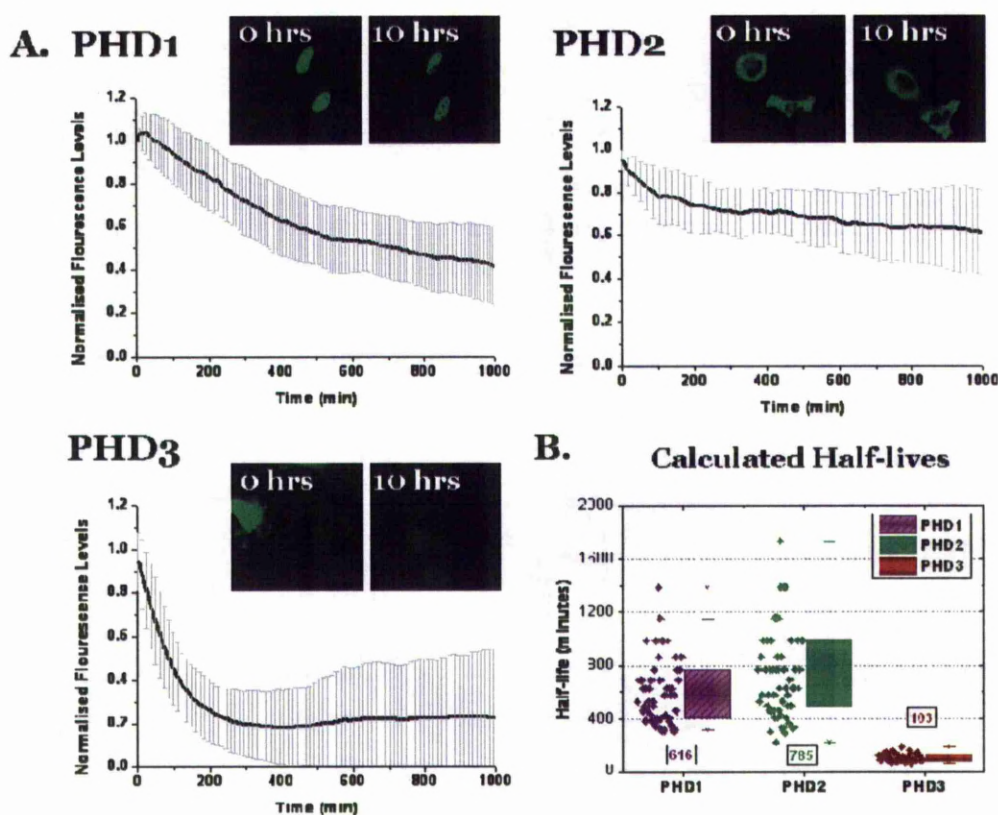 A. PHD1
0 hrs 10 hrs
1.2
1.0
0.8
0.6
0.4
0.2
0.0
Normalised Flourescence Levels
0 200 400 600 800 1000
Time (min)
PHD2
0 hrs 10 hrs
1.2
1.0
0.8
0.6
0.4
0.2
0.0
Normalised Flourescence Levels
0 200 400 600 800 1000
Time (min)
PHD3
0 hrs 10 hrs
1.2
1.0
0.8
0.6
0.4
0.2
0.0
Normalised Flourescence Levels
0 200 400 600 800 1000
Time (min)
B. Calculated Half-lives
1200
400
Half-life (minutes)
PHD1
PHD2
PHD3
616
785
103
PHD1 PHD2 PHD3